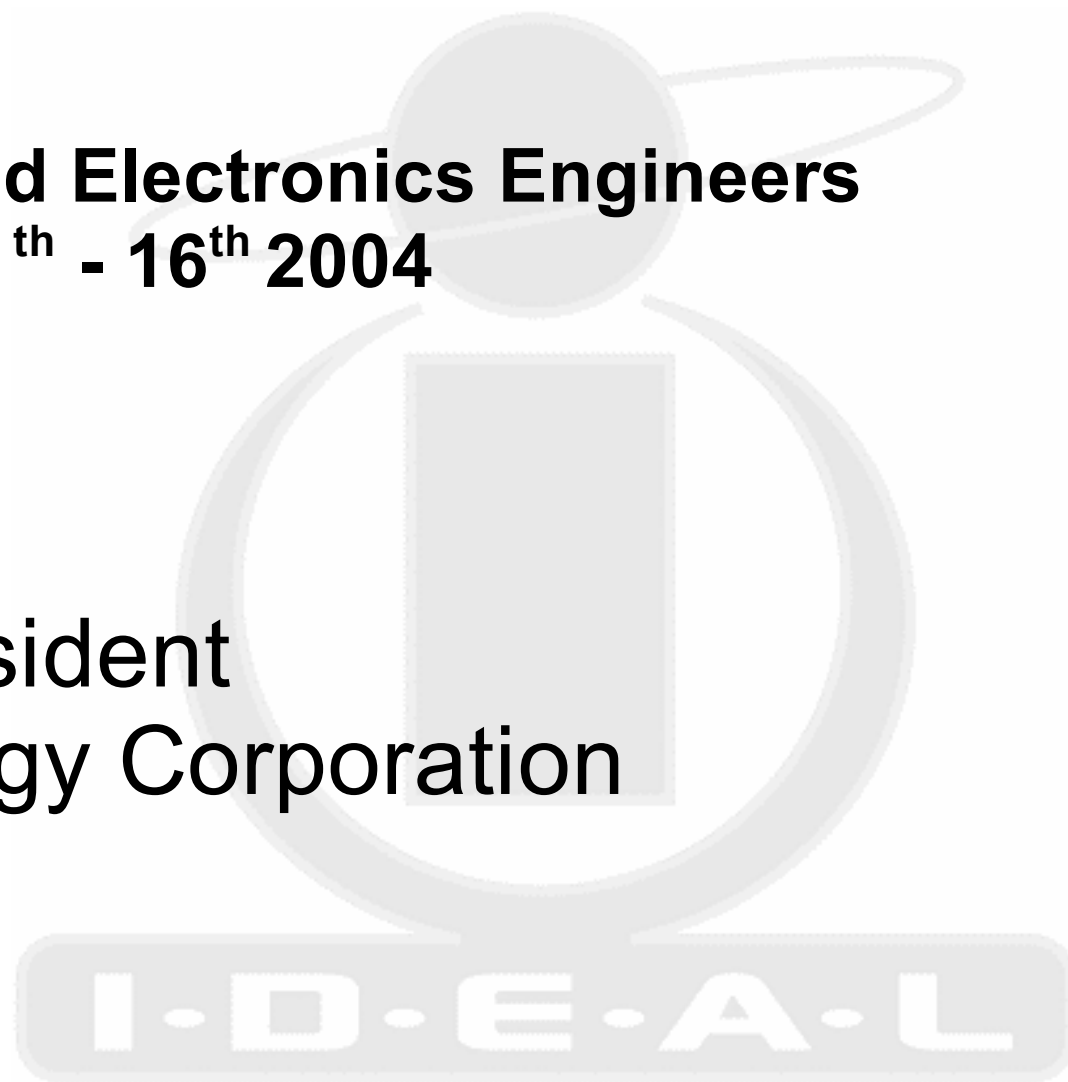 d Electronics Engineers
th - 16th 2004
sident
gy Corporation
I·D·E·A·L